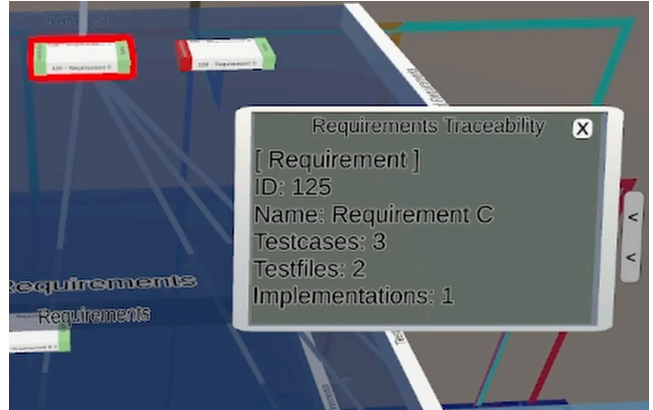 125 - Requirement C
Requirements Traceability X
[ Requirement ]
ID: 125
Name: Requirement C
Testcases: 3
Testfiles: 2
Implementations: 1
<
<
Requirements
Requirements